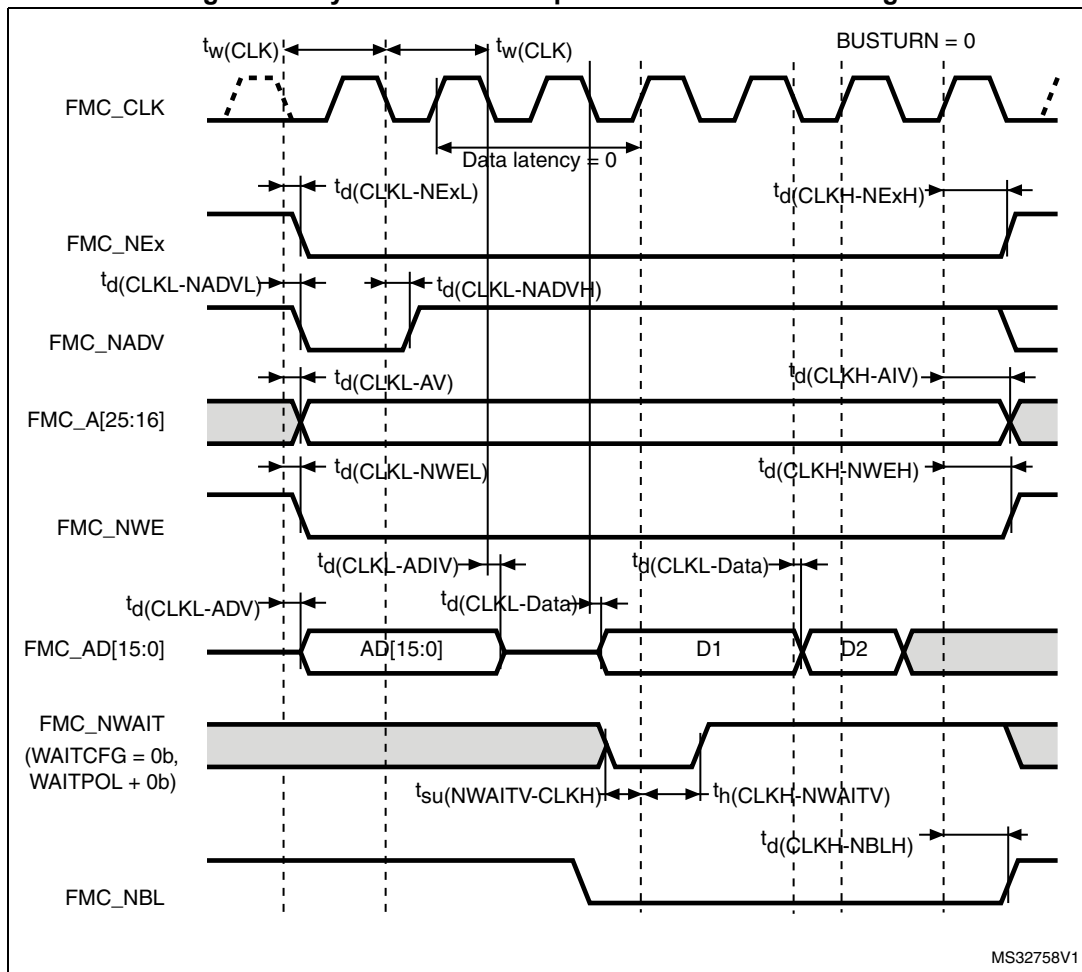 tw(CLK) tw(CLK) BUSTURN = 0
FMC_CLK
Data latency = 0
td(CLKL-NExL) td(CLKH-NExH)
FMC_NEx
td(CLKL-NADVL) td(CLKL-NADVH)
FMC_NADV
td(CLKL-AV) td(CLKH-AIV)
FMC_A[25:16]
td(CLKL-NWEL) td(CLKH-NWEH)
FMC_NWE
td(CLKL-ADIV) td(CLKL-Data)
td(CLKL-ADV) td(CLKL-Data)
FMC_AD[15:0] AD[15:0] D1 D2
FMC_NWAIT
(WAITCFG = 0b,
WAITPOL + 0b)
tsu(NWAITV-CLKH) th(CLKH-NWAITV)
td(CLKH-NBLH)
FMC_NBL
MS32758V1